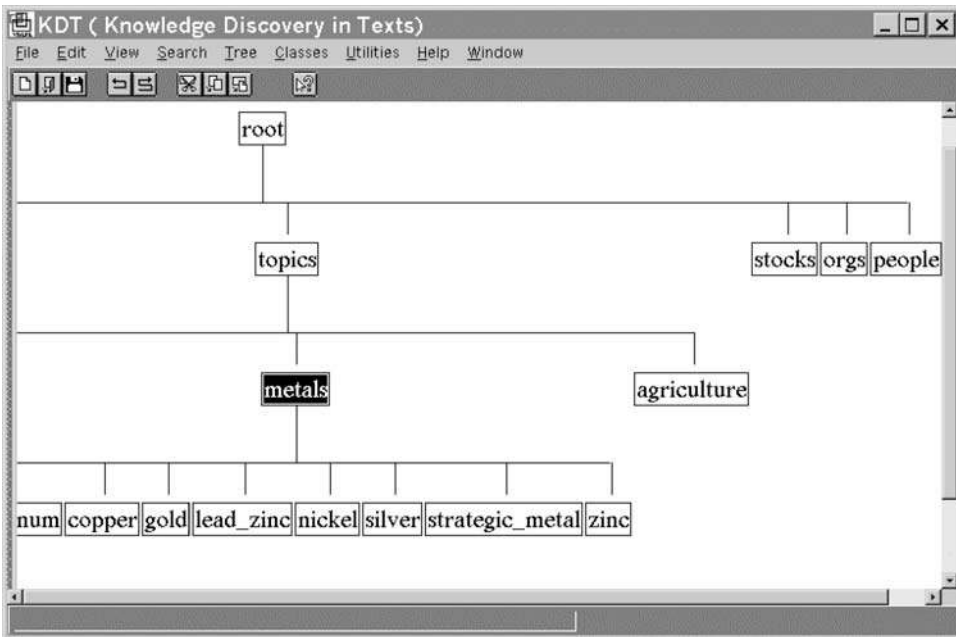 KDT ( Knowledge Discovery in Texts)
File Edit View Search Tree Classes Utilities Help Window
root
topics stocks orgs people
metals agriculture
num copper gold lead_zinc nickel silver strategic_metal zinc